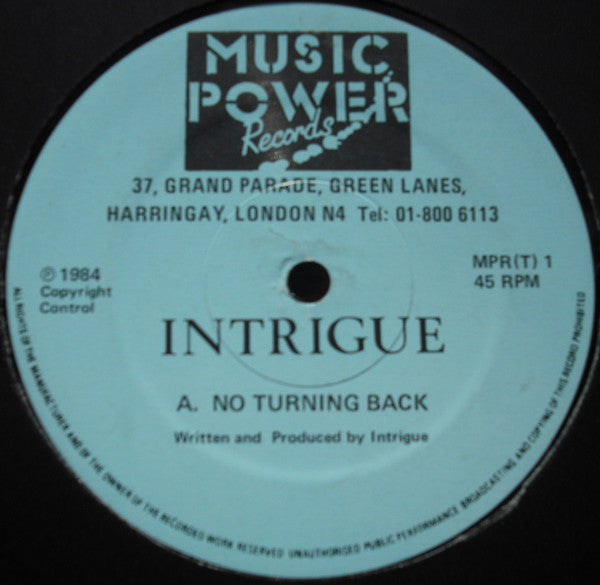 MUSIC
POWER
Records
37, GRAND PARADE, GREEN LANES,
HARRINGAY, LONDON N4 Tel: 01-800 6113
℗ 1984
Copyright
Control
MPR(T) 1
45 RPM
INTRIGUE
A. NO TURNING BACK
Written and Produced by Intrigue
ALL RIGHTS OF THE MANUFACTURER AND OF THE OWNER OF THE RECORDED WORK RESERVED UNAUTHORISED PUBLIC PERFORMANCE BROADCASTING AND COPYING OF THIS RECORD PROHIBITED